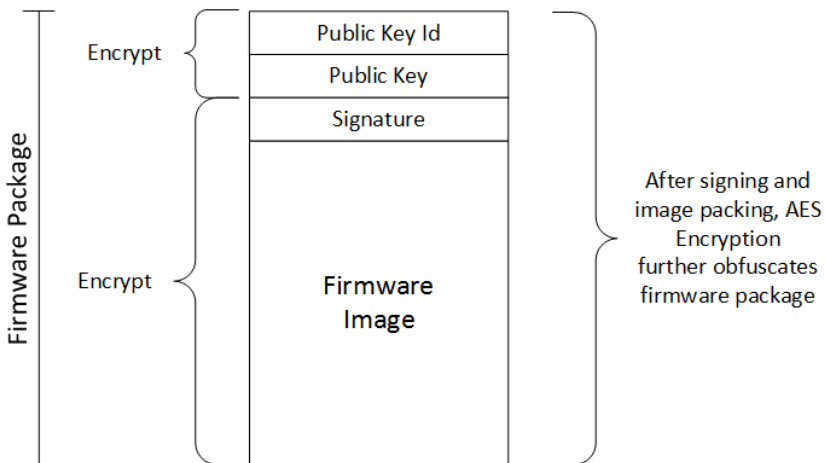 Firmware Package
Encrypt
Encrypt
Public Key Id
Public Key
Signature
Firmware
Image
After signing and
image packing, AES
Encryption
further obfuscates
firmware package